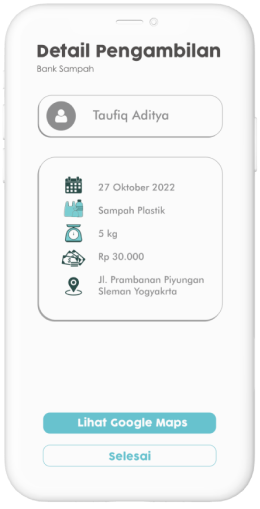 Detail Pengambilan
Bank Sampah
Taufiq Aditya
27 Oktober 2022
Sampah Plastik
5 kg
Rp 30.000
Jl. Prambanan Piyungan
Sleman Yogyakrta
Lihat Google Maps
Selesai